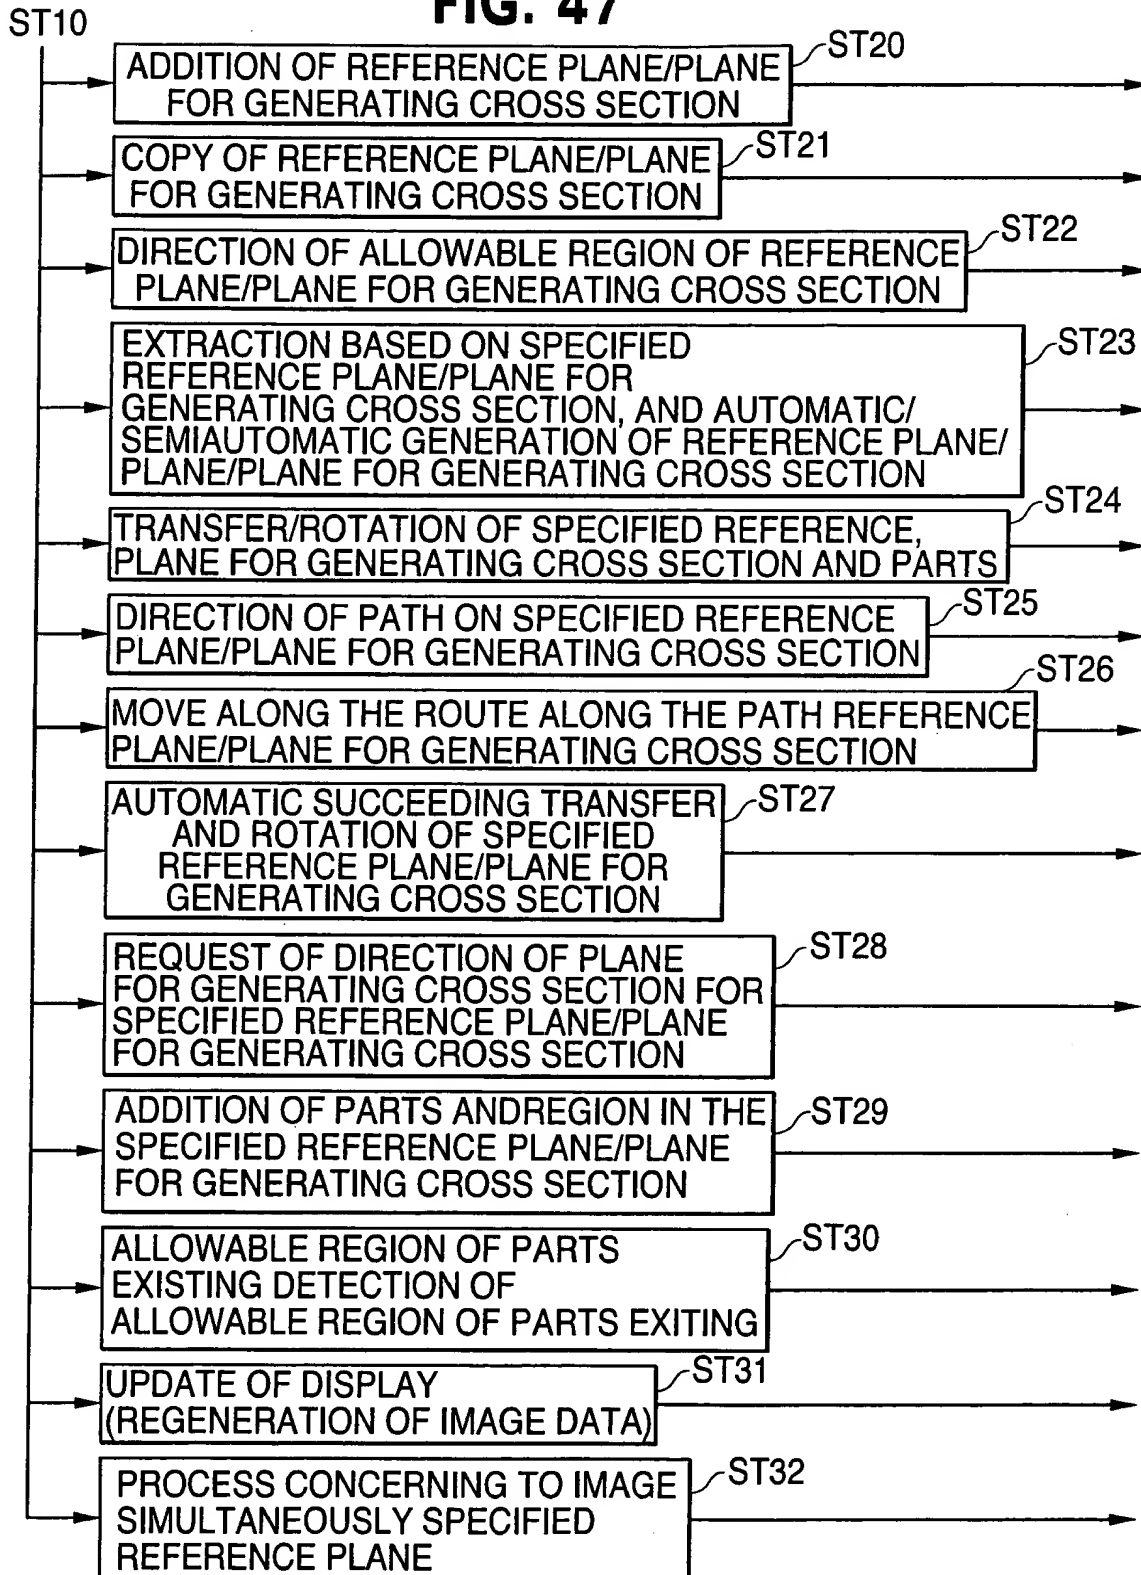 FIG. 47
ST10
ST20
ADDITION OF REFERENCE PLANE/PLANE
FOR GENERATING CROSS SECTION
ST21
COPY OF REFERENCE PLANE/PLANE
FOR GENERATING CROSS SECTION
ST22
DIRECTION OF ALLOWABLE REGION OF REFERENCE
PLANE/PLANE FOR GENERATING CROSS SECTION
ST23
EXTRACTION BASED ON SPECIFIED
REFERENCE PLANE/PLANE FOR
GENERATING CROSS SECTION, AND AUTOMATIC/
SEMIAUTOMATIC GENERATION OF REFERENCE PLANE/
PLANE/PLANE FOR GENERATING CROSS SECTION
ST24
TRANSFER/ROTATION OF SPECIFIED REFERENCE,
PLANE FOR GENERATING CROSS SECTION AND PARTS
ST25
DIRECTION OF PATH ON SPECIFIED REFERENCE
PLANE/PLANE FOR GENERATING CROSS SECTION
ST26
MOVE ALONG THE ROUTE ALONG THE PATH REFERENCE
PLANE/PLANE FOR GENERATING CROSS SECTION
ST27
AUTOMATIC SUCCEEDING TRANSFER
AND ROTATION OF SPECIFIED
REFERENCE PLANE/PLANE FOR
GENERATING CROSS SECTION
ST28
REQUEST OF DIRECTION OF PLANE
FOR GENERATING CROSS SECTION FOR
SPECIFIED REFERENCE PLANE/PLANE
FOR GENERATING CROSS SECTION
ST29
ADDITION OF PARTS ANDREGION IN THE
SPECIFIED REFERENCE PLANE/PLANE
FOR GENERATING CROSS SECTION
ST30
ALLOWABLE REGION OF PARTS
EXISTING DETECTION OF
ALLOWABLE REGION OF PARTS EXITING
ST31
UPDATE OF DISPLAY
(REGENERATION OF IMAGE DATA)
ST32
PROCESS CONCERNING TO IMAGE
SIMULTANEOUSLY SPECIFIED
REFERENCE PLANE